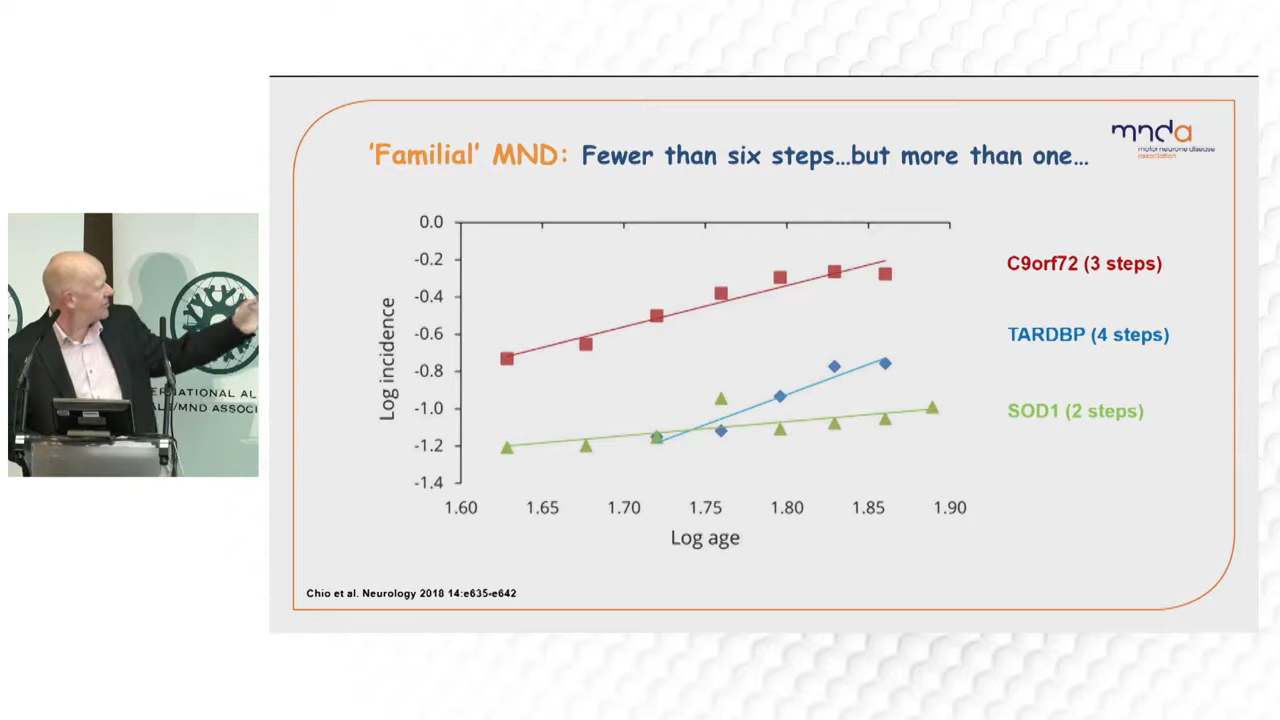 'Familial' MND: Fewer than six steps...but more than one...
mnda
motor neurone disease
association
0.0
-0.2
-0.4
-0.6
-0.8
-1.0
-1.2
-1.4
Log incidence
1.60 1.65 1.70 1.75 1.80 1.85 1.90
Log age
C9orf72 (3 steps)
TARDBP (4 steps)
SOD1 (2 steps)
Chio et al. Neurology 2018 14:e635-e642
ERNATIONAL AL
ALS/MND ASSOCI